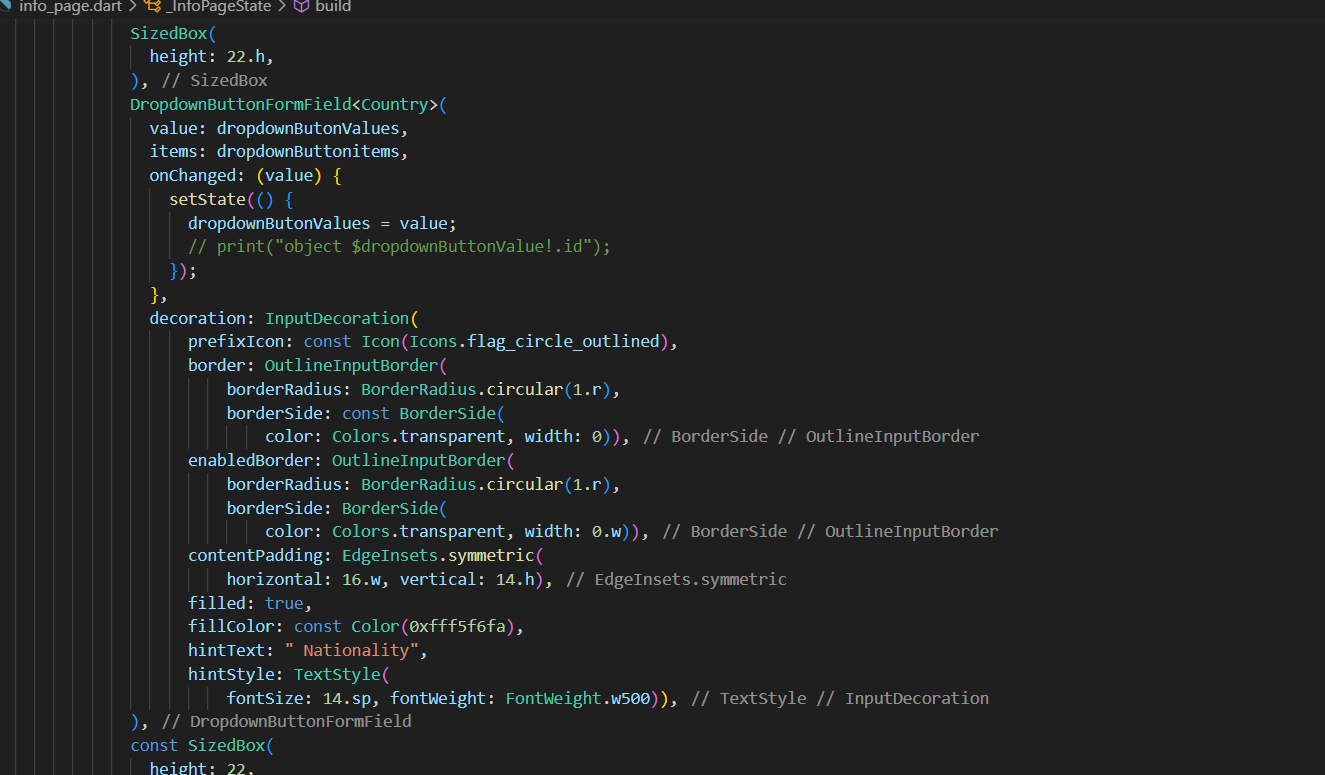 info_page.dart > _InfoPageState > build
SizedBox(
height: 22.h,
), // SizedBox
DropdownButtonFormField<Country>(
value: dropdownButonValues,
items: dropdownButtonitems,
onChanged: (value) {
setState(() {
dropdownButonValues = value;
// print("object $dropdownButtonValue!.id");
});
},
decoration: InputDecoration(
prefixIcon: const Icon(Icons.flag_circle_outlined),
border: OutlineInputBorder(
borderRadius: BorderRadius.circular(1.r),
borderSide: const BorderSide(
color: Colors.transparent, width: 0)), // BorderSide // OutlineInputBorder
enabledBorder: OutlineInputBorder(
borderRadius: BorderRadius.circular(1.r),
borderSide: BorderSide(
color: Colors.transparent, width: 0.w)), // BorderSide // OutlineInputBorder
contentPadding: EdgeInsets.symmetric(
horizontal: 16.w, vertical: 14.h), // EdgeInsets.symmetric
filled: true,
fillColor: const Color(0xfff5f6fa),
hintText: " Nationality",
hintStyle: TextStyle(
fontSize: 14.sp, fontWeight: FontWeight.w500)), // TextStyle // InputDecoration
), // DropdownButtonFormField
const SizedBox(
height: 22,